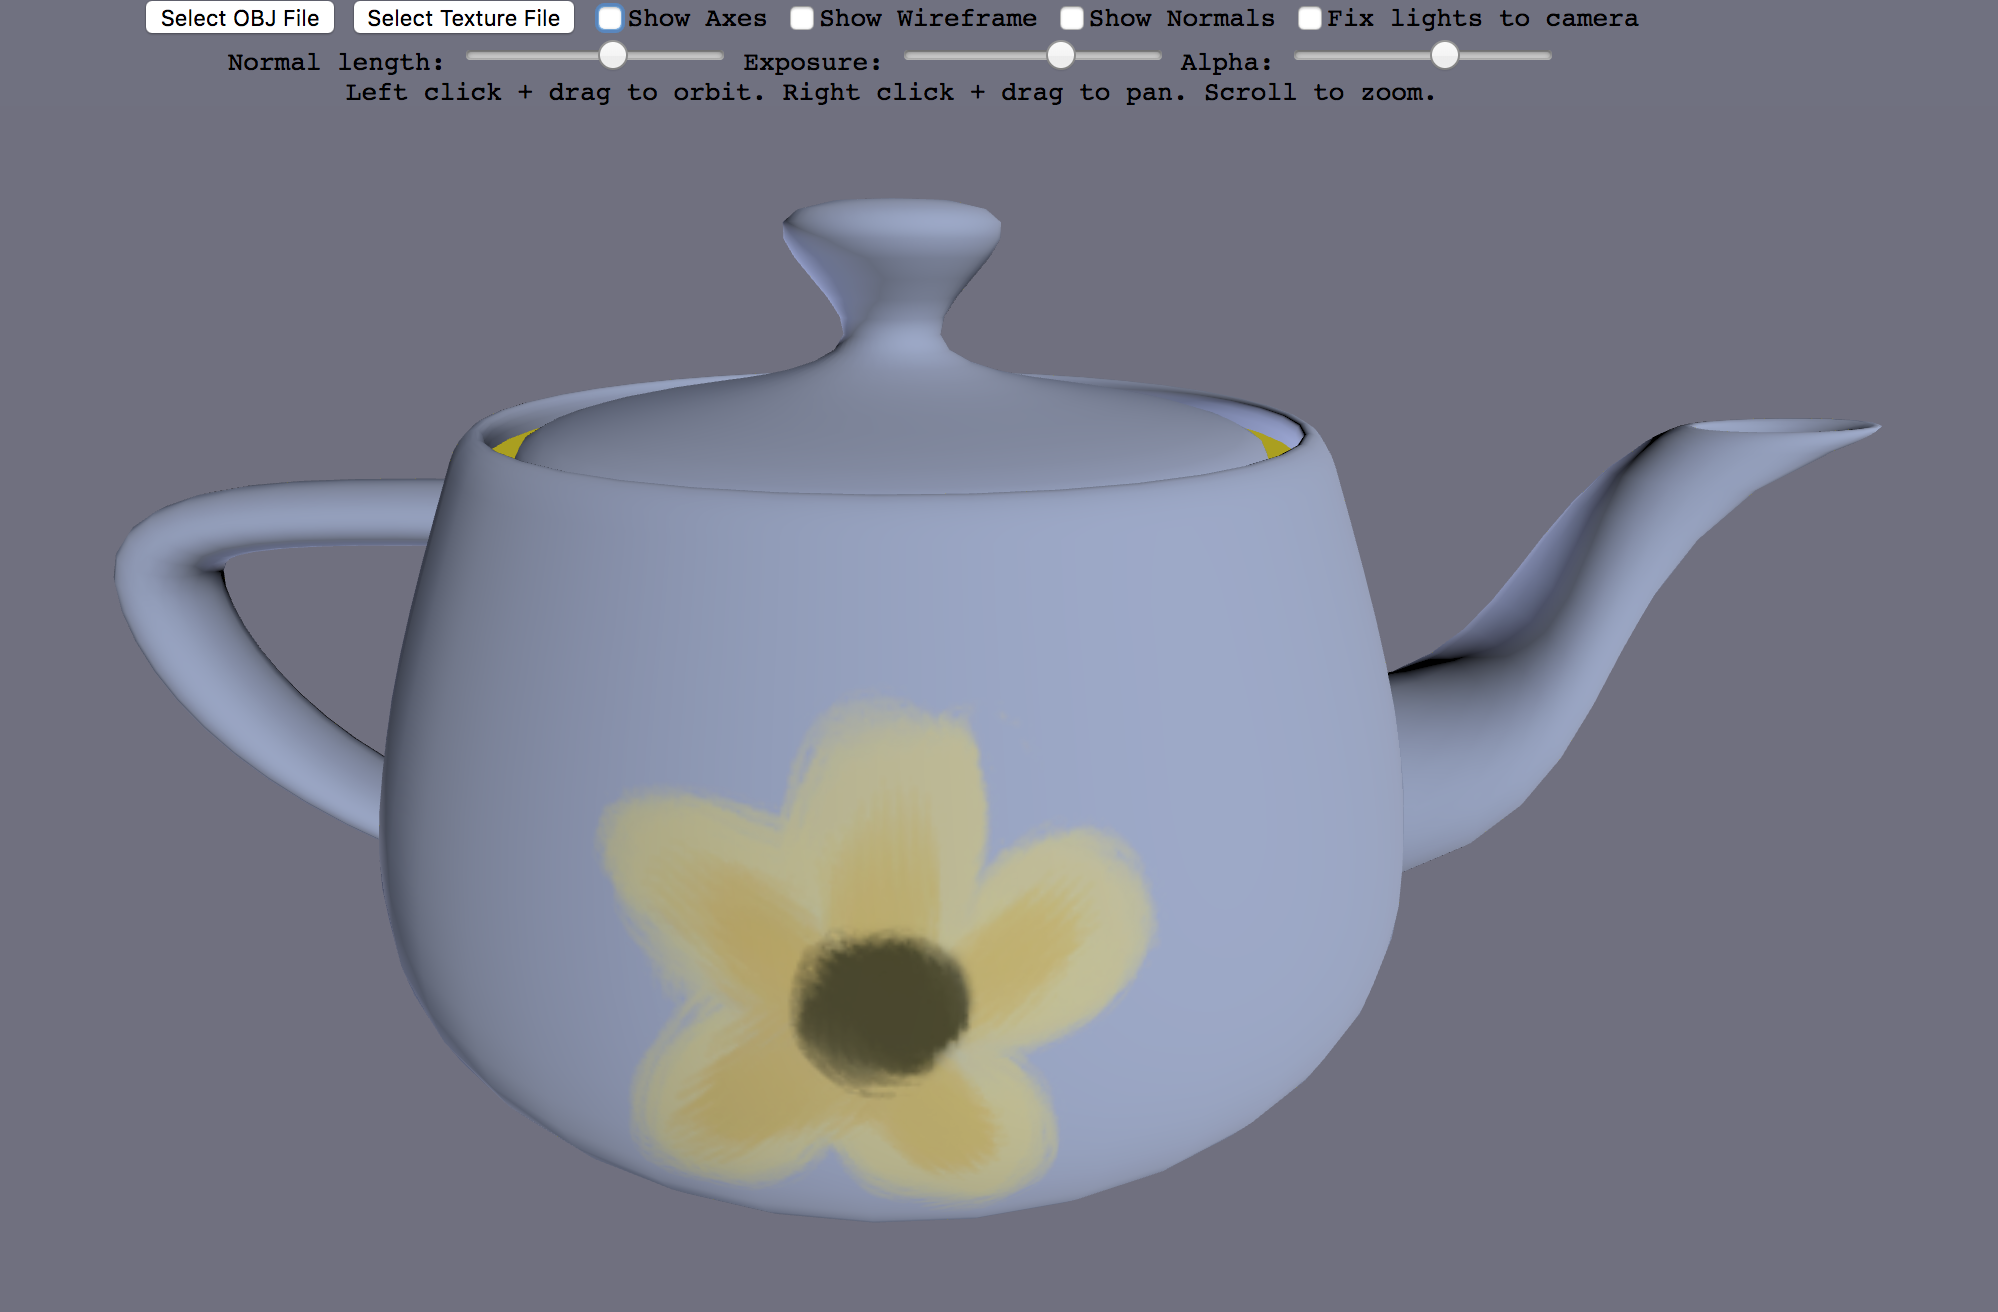 Select OBJ File Select Texture File Show Axes Show Wireframe Show Normals Fix lights to camera
Normal length: Exposure: Alpha:
Left click + drag to orbit. Right click + drag to pan. Scroll to zoom.